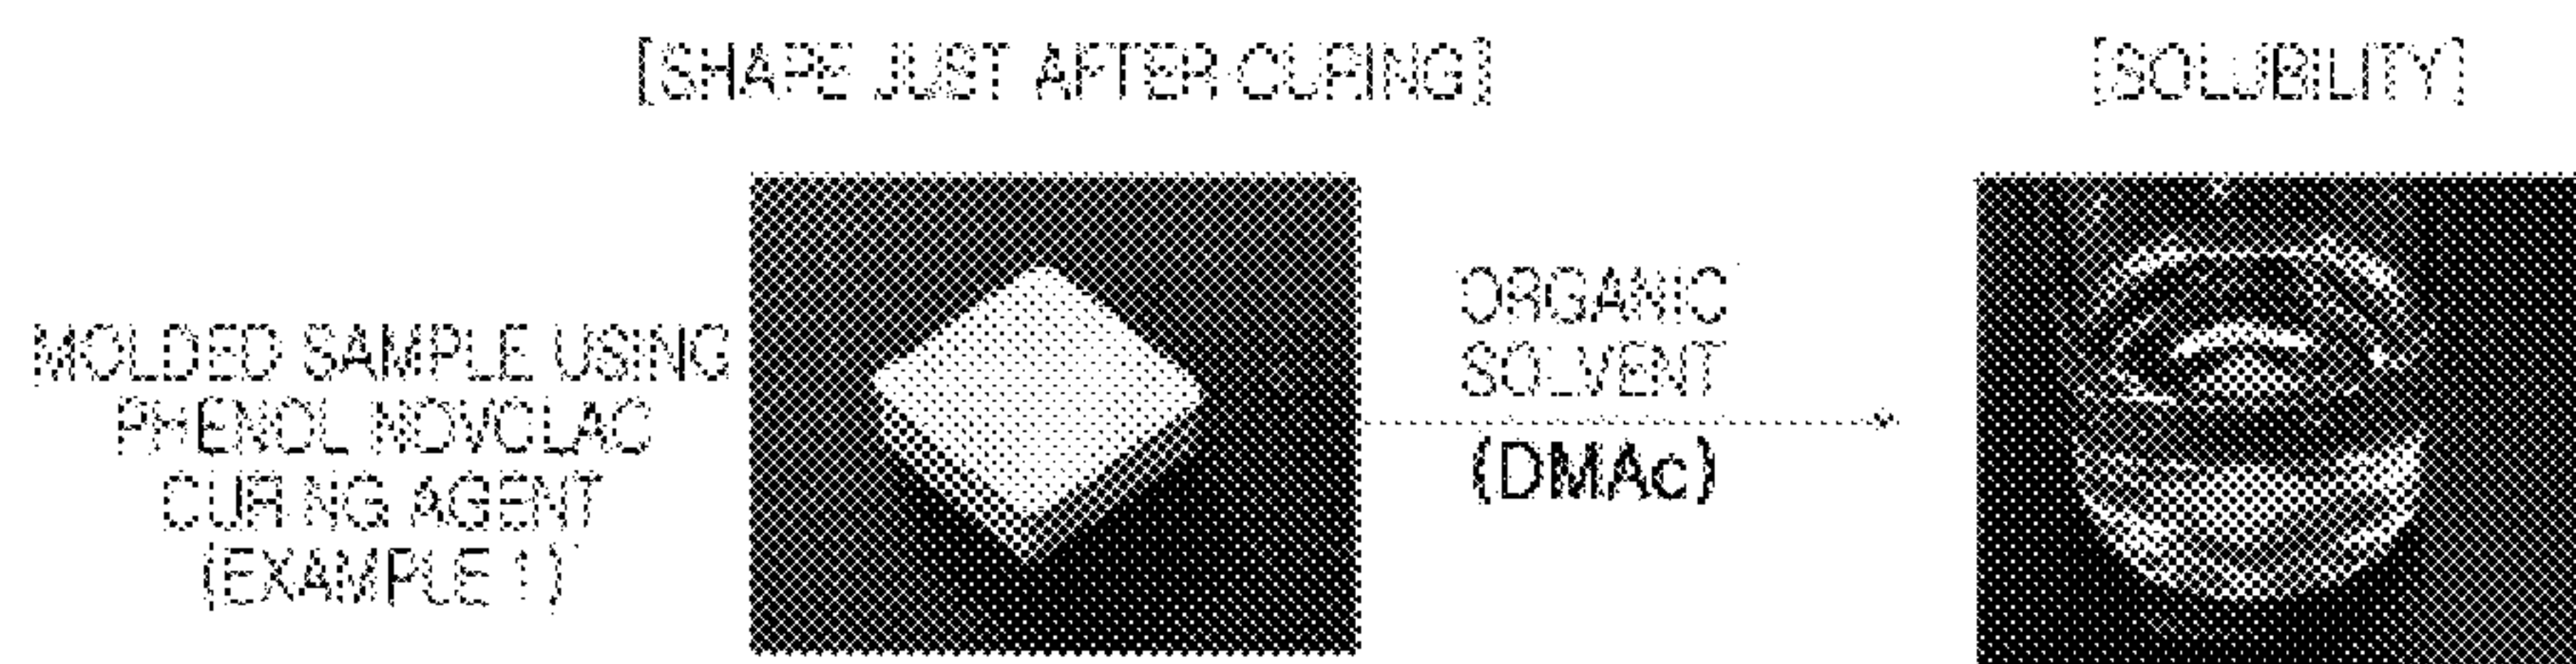 [SHAPE JUST AFTER CURING]
[SOLUBILITY]
MOLDED SAMPLE USING
PHENOL NOVOLAC
CURING AGENT
(EXAMPLE 1)
ORGANIC
SOLVENT
(DMAc)